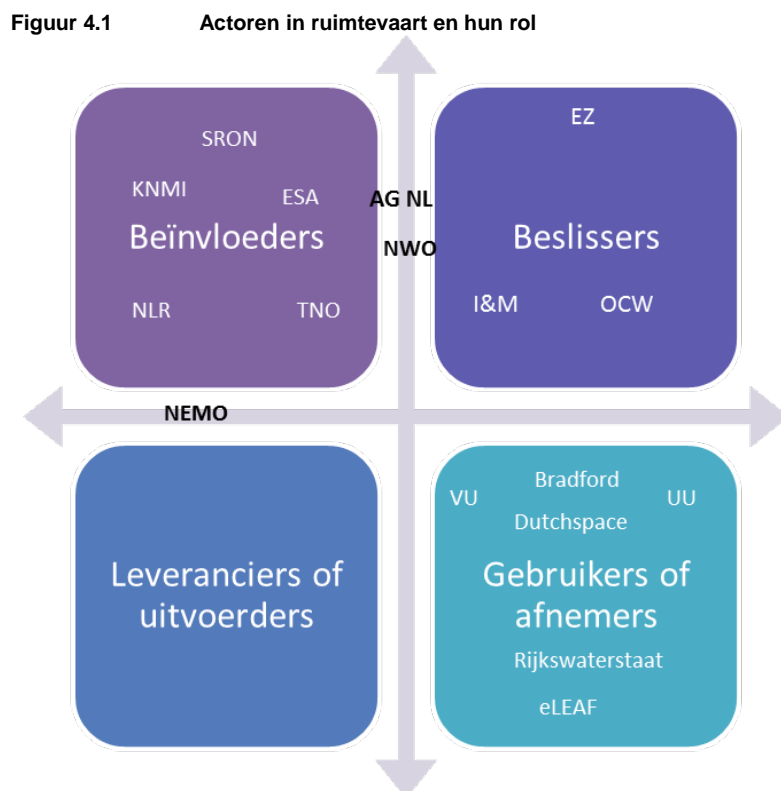 Figuur 4.1 Actoren in ruimtevaart en hun rol
SRON
KNMI
ESA
Beïnvloeders
NLR
TNO
AG NL
NWO
EZ
Beslissers
I&M
OCW
NEMO
Leveranciers of
uitvoerders
Bradford
VU
UU
Dutchspace
Gebruikers of
afnemers
Rijkswaterstaat
eLEAF